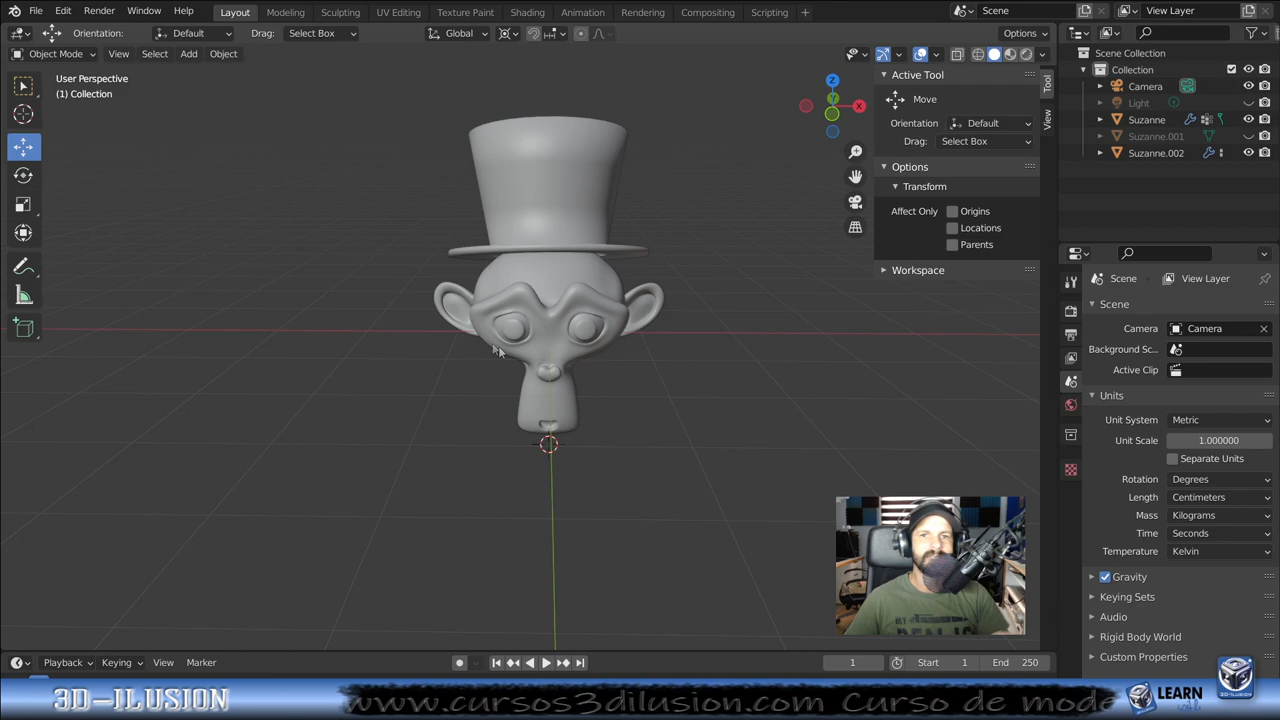 File Edit Render Window Help Layout Modeling Sculpting UV Editing Texture Paint Shading Animation Rendering Compositing Scripting + Scene View Layer
Orientation: Default Drag: Select Box Global Options
Object Mode View Select Add Object
User Perspective
(1) Collection
Z
Y
X
Active Tool
Move
Orientation Default
Drag: Select Box
Options
Transform
Affect Only Origins
Locations
Parents
Workspace
Tool
View
Scene Collection
Collection
Camera
Light
Suzanne
Suzanne.001
Suzanne.002
Scene View Layer
Scene
Camera Camera
Background Sc...
Active Clip
Units
Unit System Metric
Unit Scale 1.000000
Separate Units
Rotation Degrees
Length Centimeters
Mass Kilograms
Time Seconds
Temperature Kelvin
Gravity
Keying Sets
Audio
Rigid Body World
Custom Properties
Playback Keying View Marker 1 Start 1 End 250
3D-ILUSION www.cursos3dilusion.com Curso de mode LEARN
3D-ILUSION